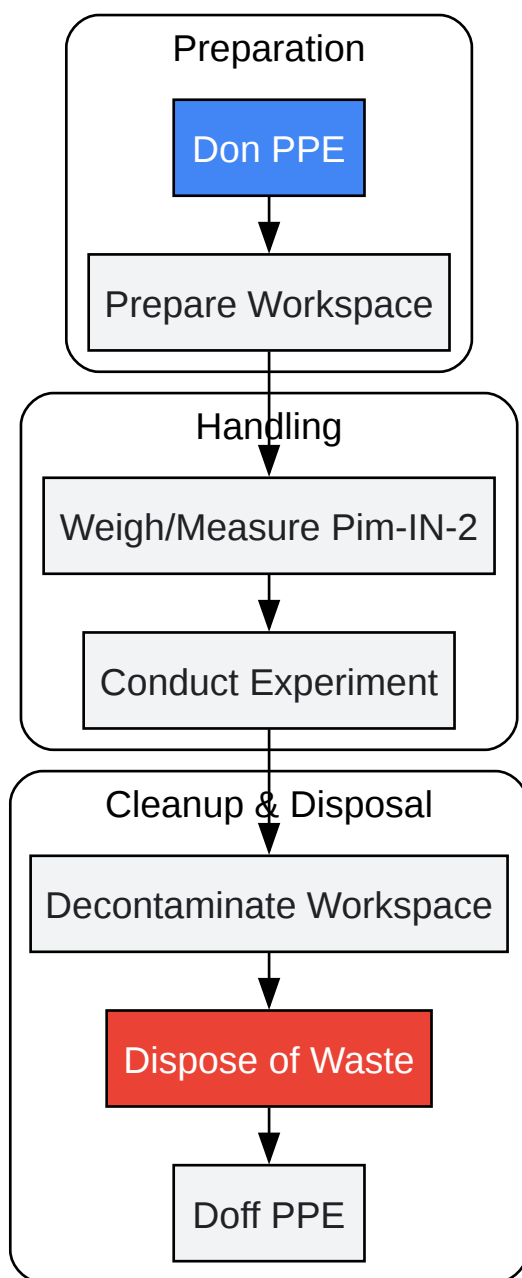 Preparation
Don PPE
Prepare Workspace
Handling
Weigh/Measure Pim-IN-2
Conduct Experiment
Cleanup & Disposal
Decontaminate Workspace
Dispose of Waste
Doff PPE